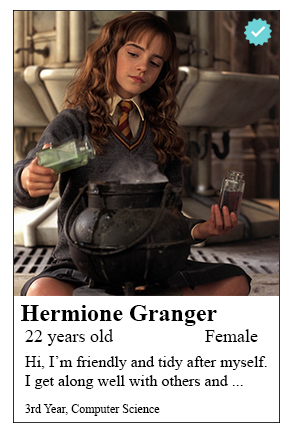 Hermione Granger
22 years old Female
Hi, I’m friendly and tidy after myself.
I get along well with others and ...
3rd Year, Computer Science